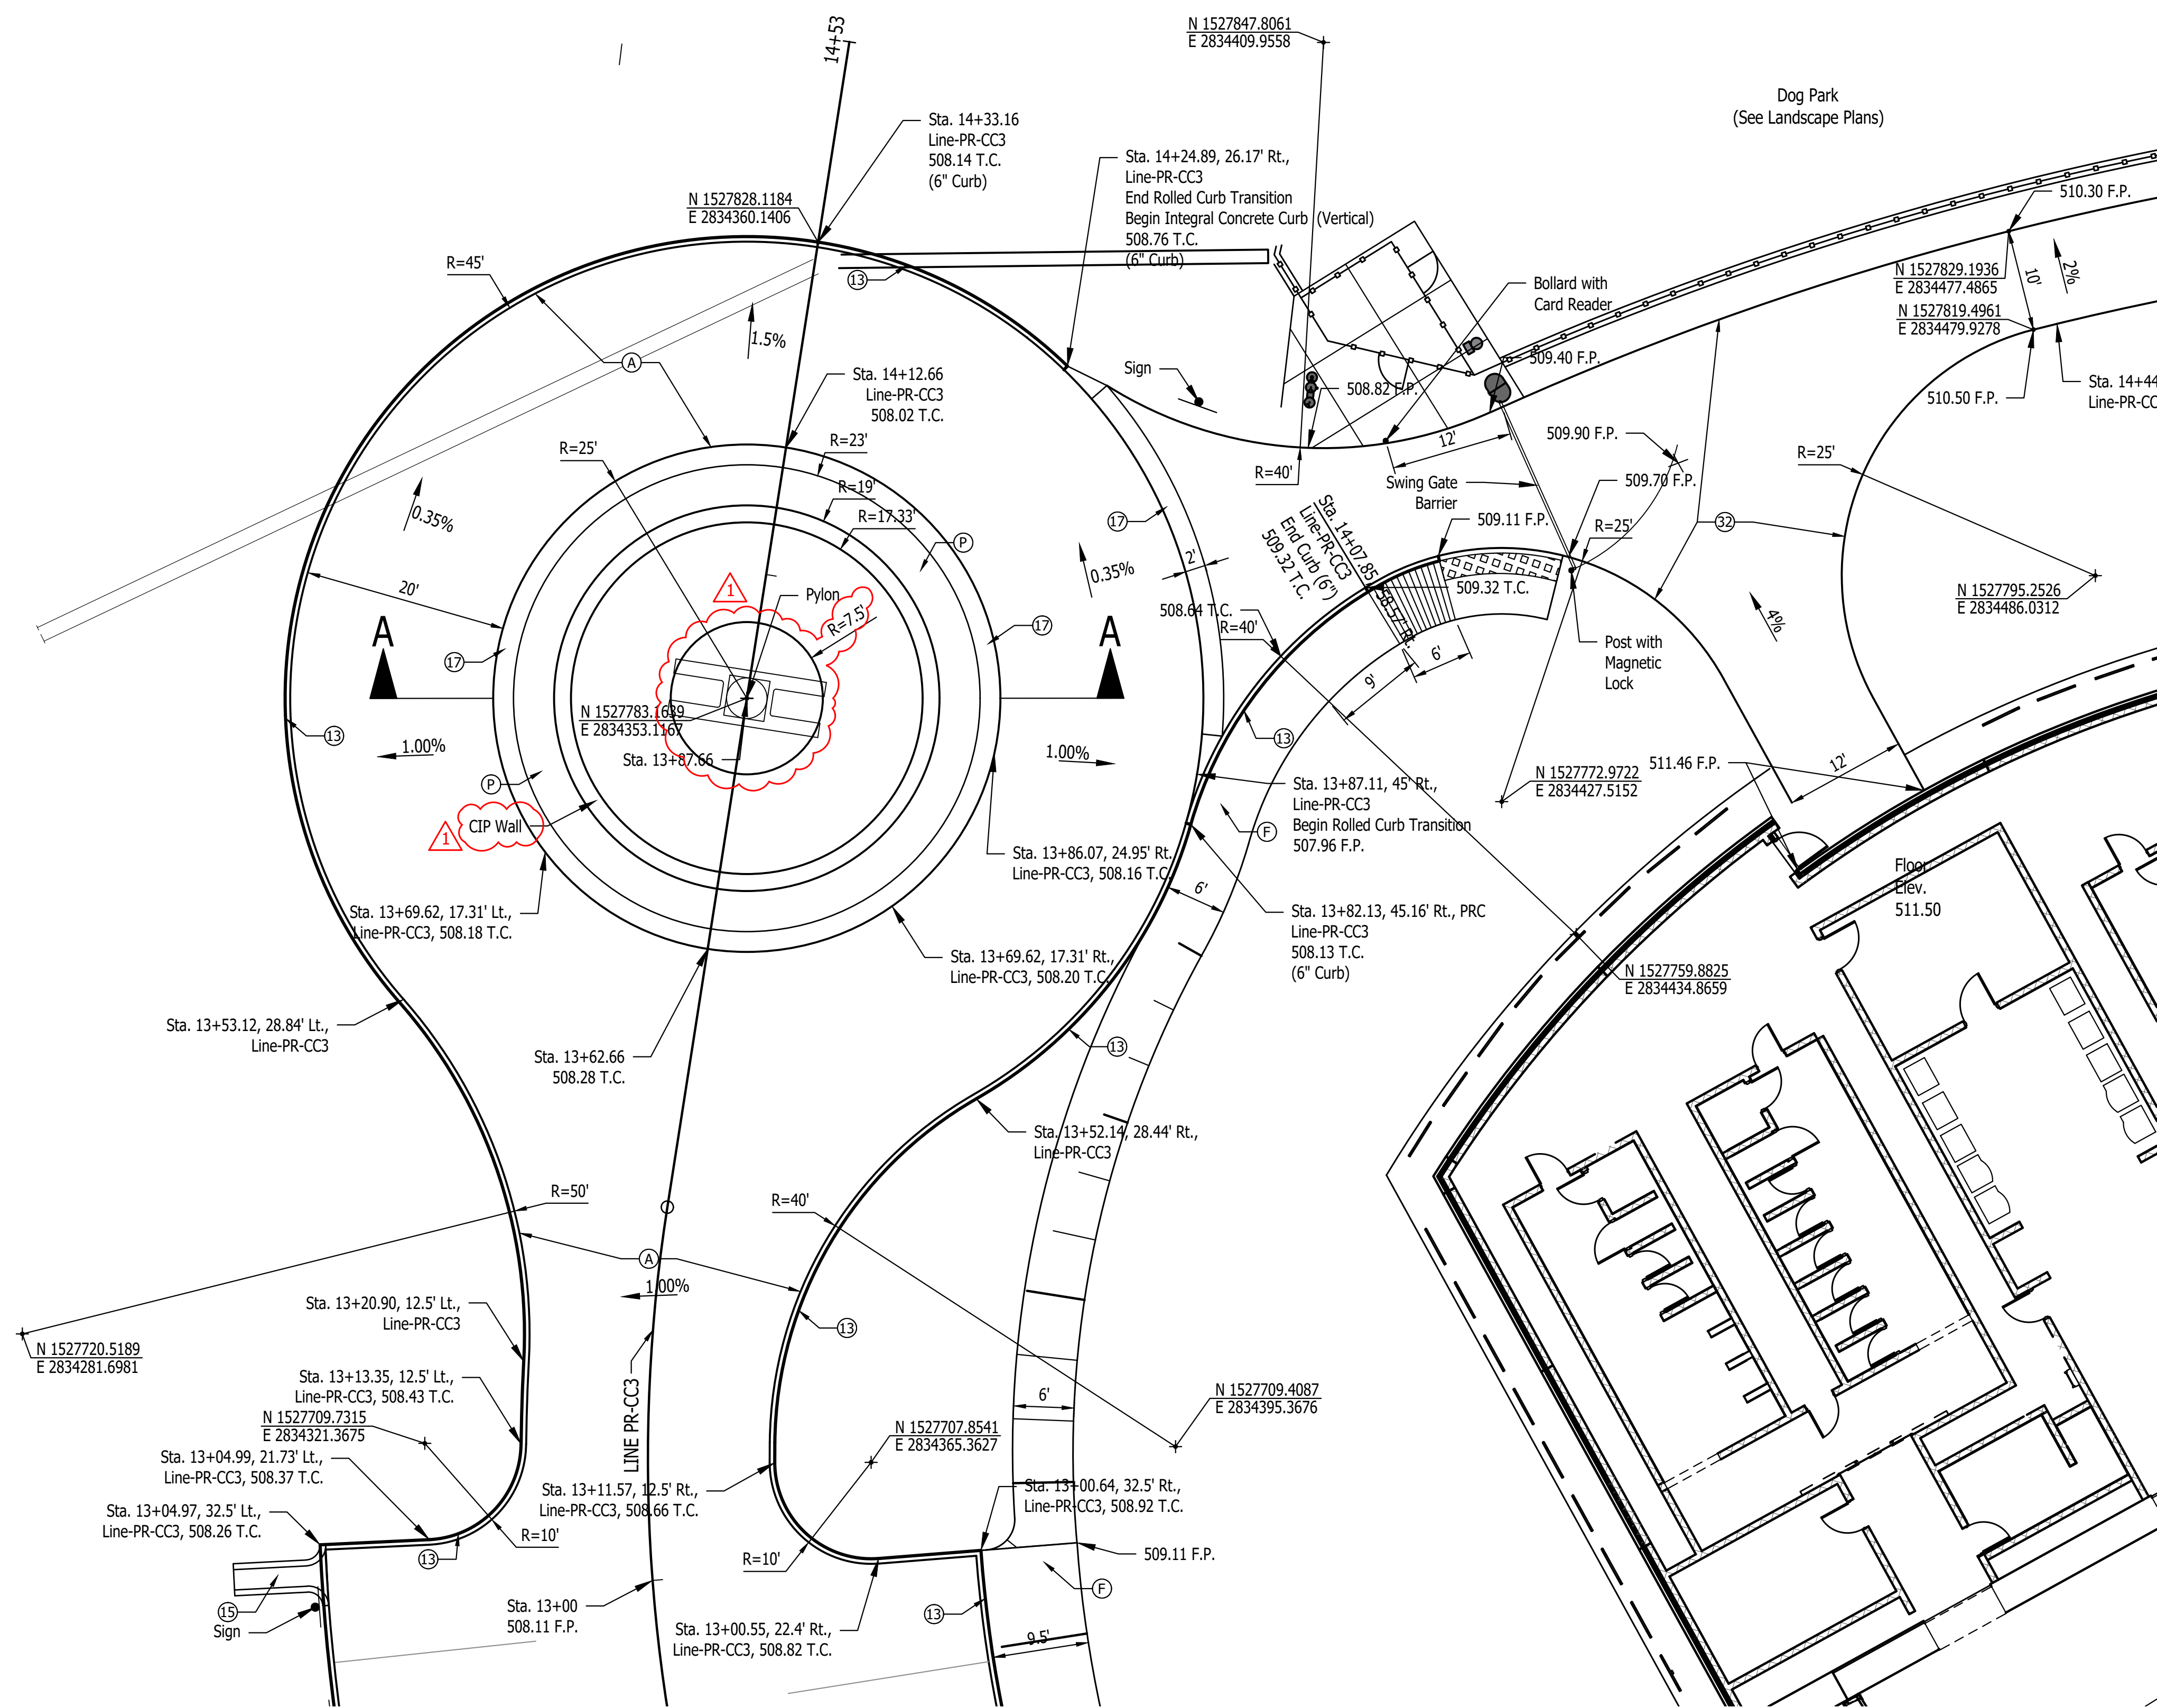 14+53
N 1527847.8061
E 2834409.9558
Dog Park
(See Landscape Plans)
Sta. 14+33.16
Line-PR-CC3
508.14 T.C.
(6" Curb)
Sta. 14+24.89, 26.17' Rt.,
Line-PR-CC3
End Rolled Curb Transition
Begin Integral Concrete Curb (Vertical)
508.76 T.C.
(6" Curb)
N 1527828.1184
E 2834360.1406
510.30 F.P.
R=45'
13
Bollard with
Card Reader
N 1527829.1936
E 2834477.4865
10'
2%
N 1527819.4961
E 2834479.9278
1.5%
A
Sign
509.40 F.P.
508.82 F.P.
Sta. 14+12.66
Line-PR-CC3
508.02 T.C.
510.50 F.P.
Sta. 14+44
Line-PR-CC
R=25'
R=23'
12'
509.90 F.P.
R=25'
R=40'
Swing Gate
Barrier
509.70 F.P.
R=19'
0.35%
R=17.33'
17
509.11 F.P.
R=25'
32
P
Sta. 14+07.85, 58.57' Rt.
Line-PR-CC3
End Curb (6")
509.32 T.C.
2'
0.35%
20'
1
Pylon
509.32 T.C.
N 1527795.2526
E 2834486.0312
508.64 T.C.
R=7.5'
R=40'
4%
A
A
17
17
Post with
Magnetic
Lock
6'
9'
N 1527783.1639
E 2834353.1167
13
13
1.00%
1.00%
Sta. 13+87.66
511.46 F.P.
12'
P
N 1527772.9722
E 2834427.5152
Sta. 13+87.11, 45' Rt.,
Line-PR-CC3
Begin Rolled Curb Transition
507.96 F.P.
1
CIP Wall
F
Sta. 13+86.07, 24.95' Rt.
Line-PR-CC3, 508.16 T.C.
Floor
Elev.
511.50
6'
Sta. 13+69.62, 17.31' Lt.,
Line-PR-CC3, 508.18 T.C.
Sta. 13+82.13, 45.16' Rt., PRC
Line-PR-CC3
508.13 T.C.
(6" Curb)
Sta. 13+69.62, 17.31' Rt.,
Line-PR-CC3, 508.20 T.C.
N 1527759.8825
E 2834434.8659
Sta. 13+53.12, 28.84' Lt.,
Line-PR-CC3
13
Sta. 13+62.66
508.28 T.C.
Sta. 13+52.14, 28.44' Rt.,
Line-PR-CC3
R=50'
R=40'
A
1.00%
Sta. 13+20.90, 12.5' Lt.,
Line-PR-CC3
13
N 1527720.5189
E 2834281.6981
LINE PR-CC3
Sta. 13+13.35, 12.5' Lt.,
Line-PR-CC3, 508.43 T.C.
6'
N 1527709.4087
E 2834395.3676
N 1527709.7315
E 2834321.3675
N 1527707.8541
E 2834365.3627
Sta. 13+04.99, 21.73' Lt.,
Line-PR-CC3, 508.37 T.C.
Sta. 13+11.57, 12.5' Rt.,
Line-PR-CC3, 508.66 T.C.
Sta. 13+00.64, 32.5' Rt.,
Line-PR-CC3, 508.92 T.C.
Sta. 13+04.97, 32.5' Lt.,
Line-PR-CC3, 508.26 T.C.
R=10'
13
R=10'
509.11 F.P.
F
15
Sign
Sta. 13+00
508.11 F.P.
13
Sta. 13+00.55, 22.4' Rt.,
Line-PR-CC3, 508.82 T.C.
9.5'